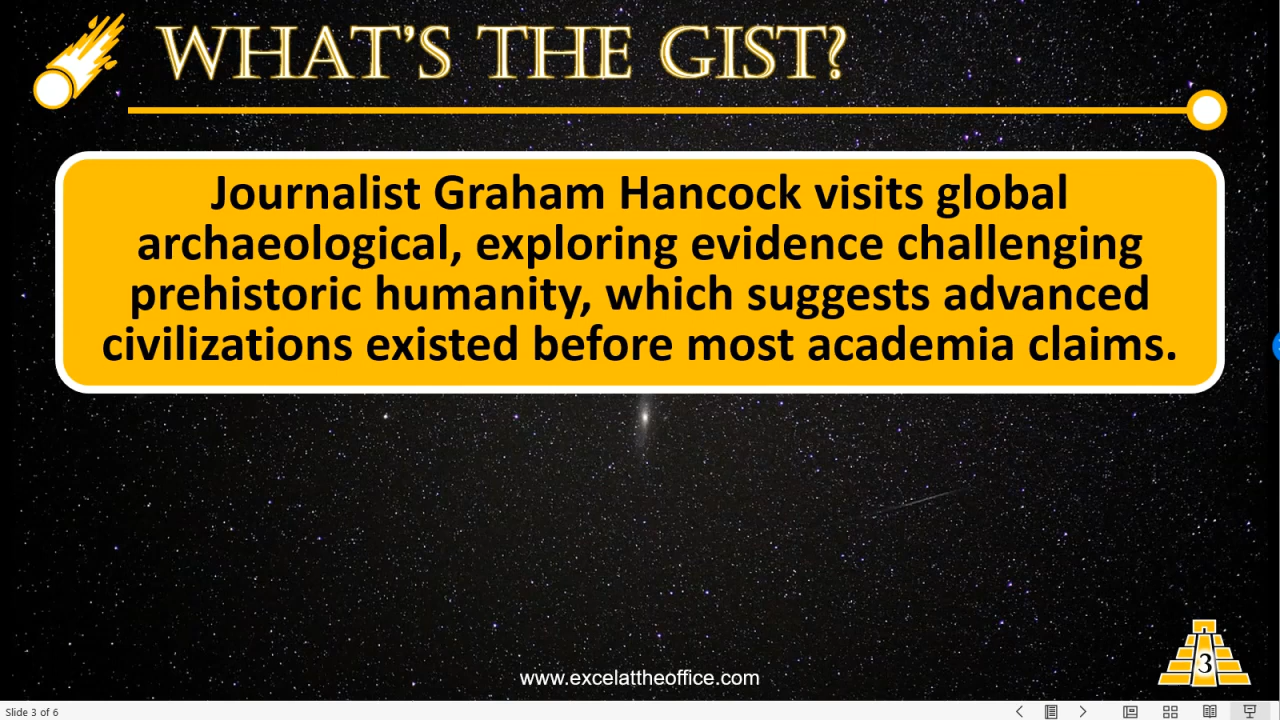 WHAT'S THE GIST?
Journalist Graham Hancock visits global
archaeological, exploring evidence challenging
prehistoric humanity, which suggests advanced
civilizations existed before most academia claims.
www.excelattheoffice.com
3
Slide 3 of 6